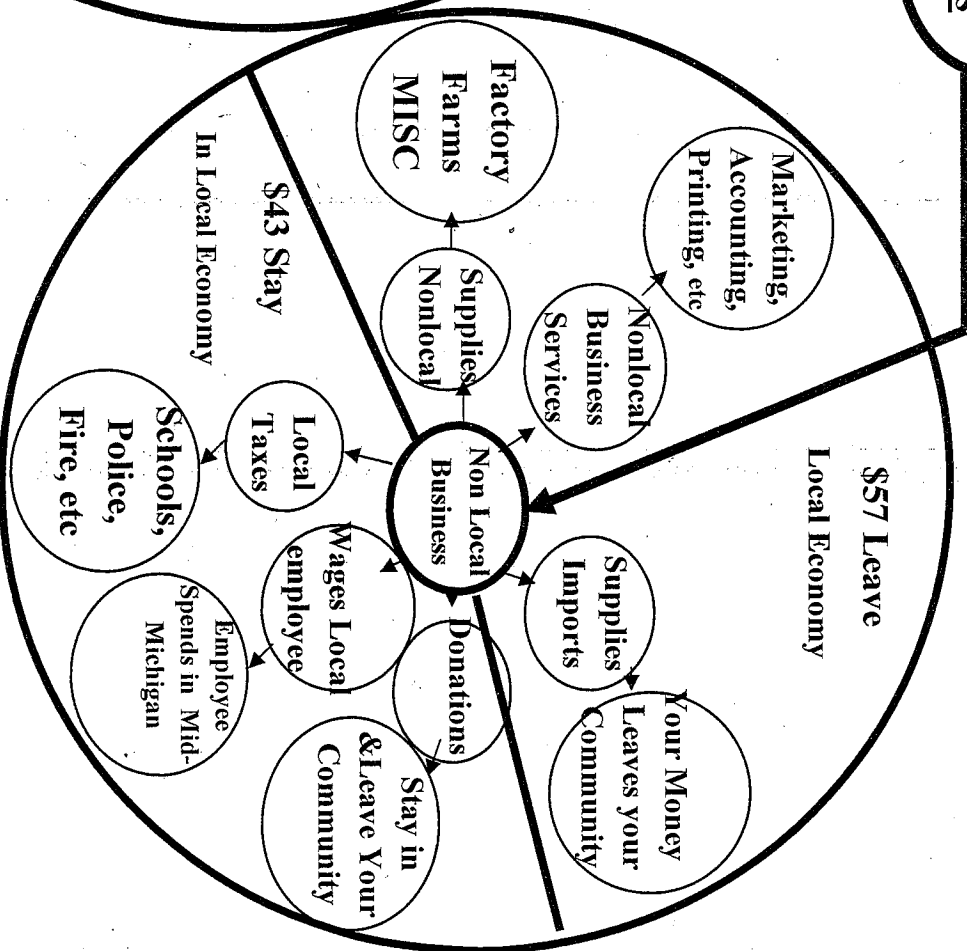 $57 Leave
Local Economy
Marketing,
Accounting,
Printing, etc
Nonlocal
Business
Services
Supplies
Imports
Your Money
Leaves your
Community
Factory
Farms
MISC
Supplies
Nonlocal
Non Local
Business
$43 Stay
In Local Economy
Local
Taxes
Schools,
Police,
Fire, etc
Wages Local
employee
Employee
Spends in Mid-
Michigan
Donations
Stay in
&Leave Your
Community